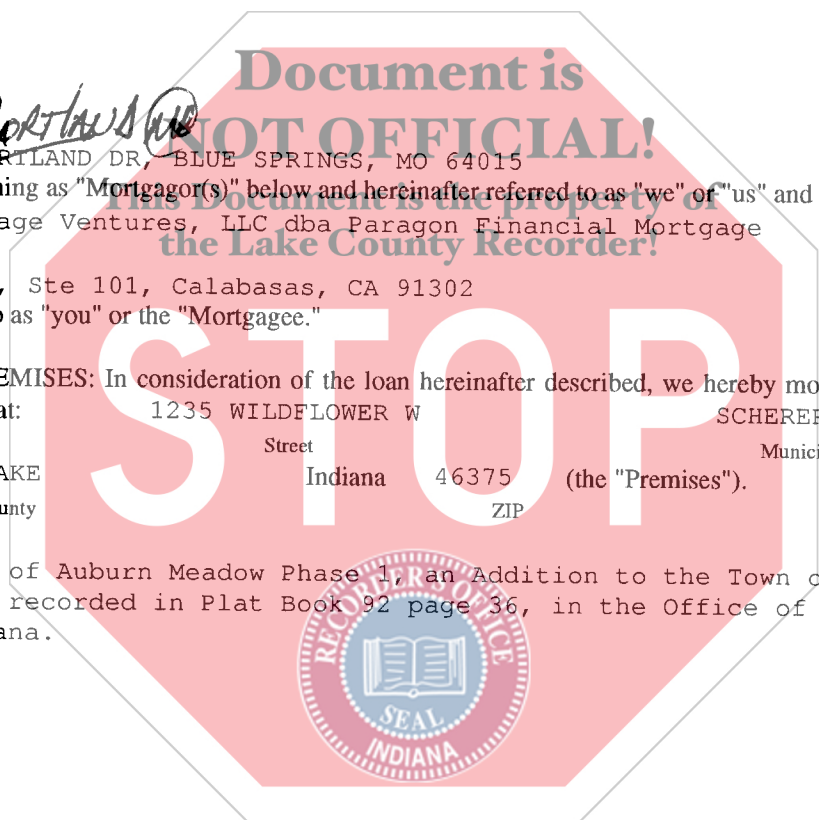 Document is
NOT OFFICIAL!
ORTLAND
RTLAND DR, BLUE SPRINGS, MO 64015
ning as "Mortgagor(s)" below and hereinafter referred to as "we" or "us" and
This Document is the property of
age Ventures, LLC dba Paragon Financial Mortgage
the Lake County Recorder!
, Ste 101, Calabasas, CA 91302
o as "you" or the "Mortgagee."
STOP
EMISES: In consideration of the loan hereinafter described, we hereby mo
at: 1235 WILDFLOWER W SCHERER
Street Munici
AKE Indiana 46375 (the "Premises").
unty ZIP
of Auburn Meadow Phase 1, an Addition to the Town o
recorded in Plat Book 92 page 36, in the Office of
ana.
RECORDER'S OFFICE
SEAL
INDIANA